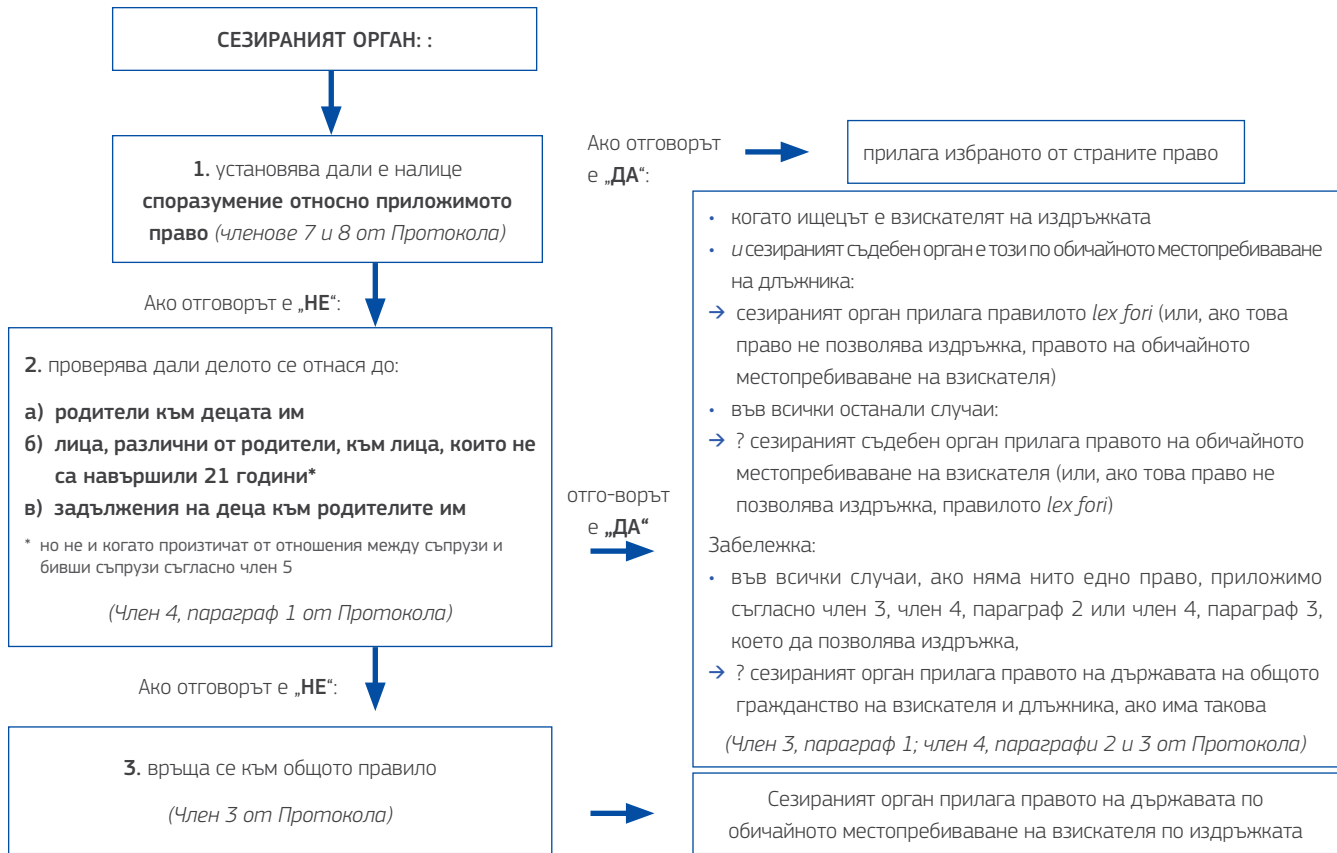 СЕЗИРАНИЯТ ОРГАН: :
1. установява дали е налице
споразумение относно приложимото
право (членове 7 и 8 от Протокола)
Ако отговорът
е „ДА“:
прилага избраното от страните право
Ако отговорът е „НЕ“:
2. проверява дали делото се отнася до:
а) родители към децата им
б) лица, различни от родители, към лица, които не
са навършили 21 години*
в) задължения на деца към родителите им
* но не и когато произтичат от отношения между съпрузи и
бивши съпрузи съгласно член 5
(Член 4, параграф 1 от Протокола)
отго-ворът
е „ДА“
• когато ищецът е взискателят на издръжката
• и сезираният съдебен орган е този по обичайното местопребиваване
на длъжника:
→ сезираният орган прилага правилото lex fori (или, ако това
право не позволява издръжка, правото на обичайното
местопребиваване на взискателя)
• във всички останали случаи:
→ ? сезираният съдебен орган прилага правото на обичайното
местопребиваване на взискателя (или, ако това право не
позволява издръжка, правилото lex fori)
Забележка:
• във всички случаи, ако няма нито едно право, приложимо
съгласно член 3, член 4, параграф 2 или член 4, параграф 3,
което да позволява издръжка,
→ ? сезираният орган прилага правото на държавата на общото
гражданство на взискателя и длъжника, ако има такова
(Член 3, параграф 1; член 4, параграфи 2 и 3 от Протокола)
Ако отговорът е „НЕ“:
3. връща се към общото правило
(Член 3 от Протокола)
Сезираният орган прилага правото на държавата по
обичайното местопребиваване на взискателя по издръжката